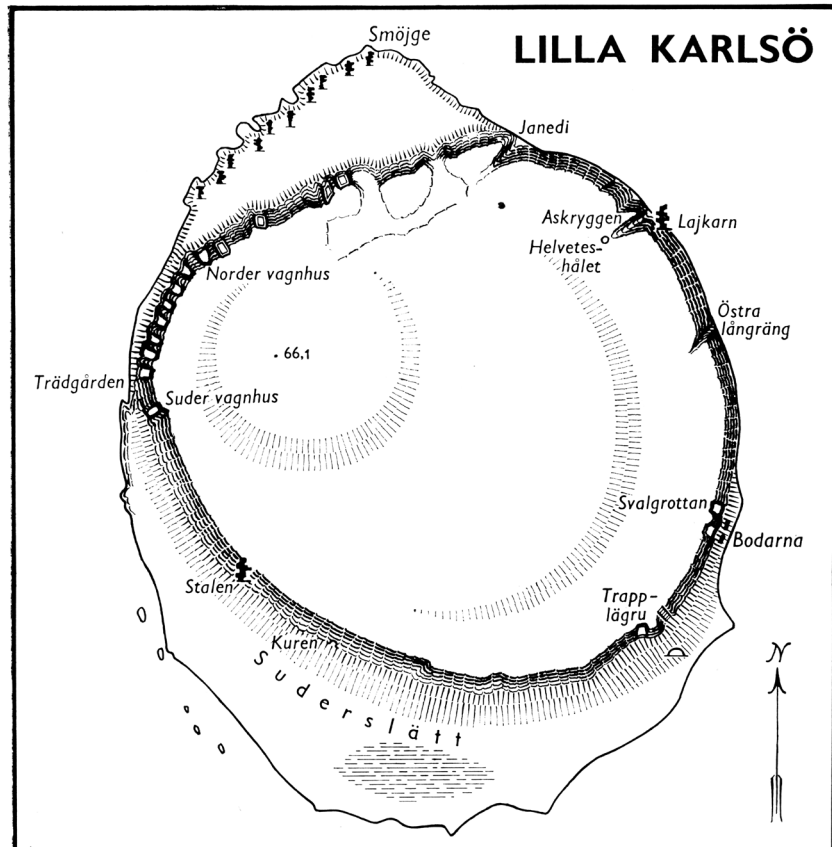 Smöjge
LILLA KARLSÖ
Janedi
Askryggen
Lajkarn
Helvetes-
hålet
Norder vagnhus
Östra
långräng
66,1
Trädgården
Suder vagnhus
Svalgrottan
Bodarna
Stalen
Trapp-
lägru
Kuren
Suderslätt
N